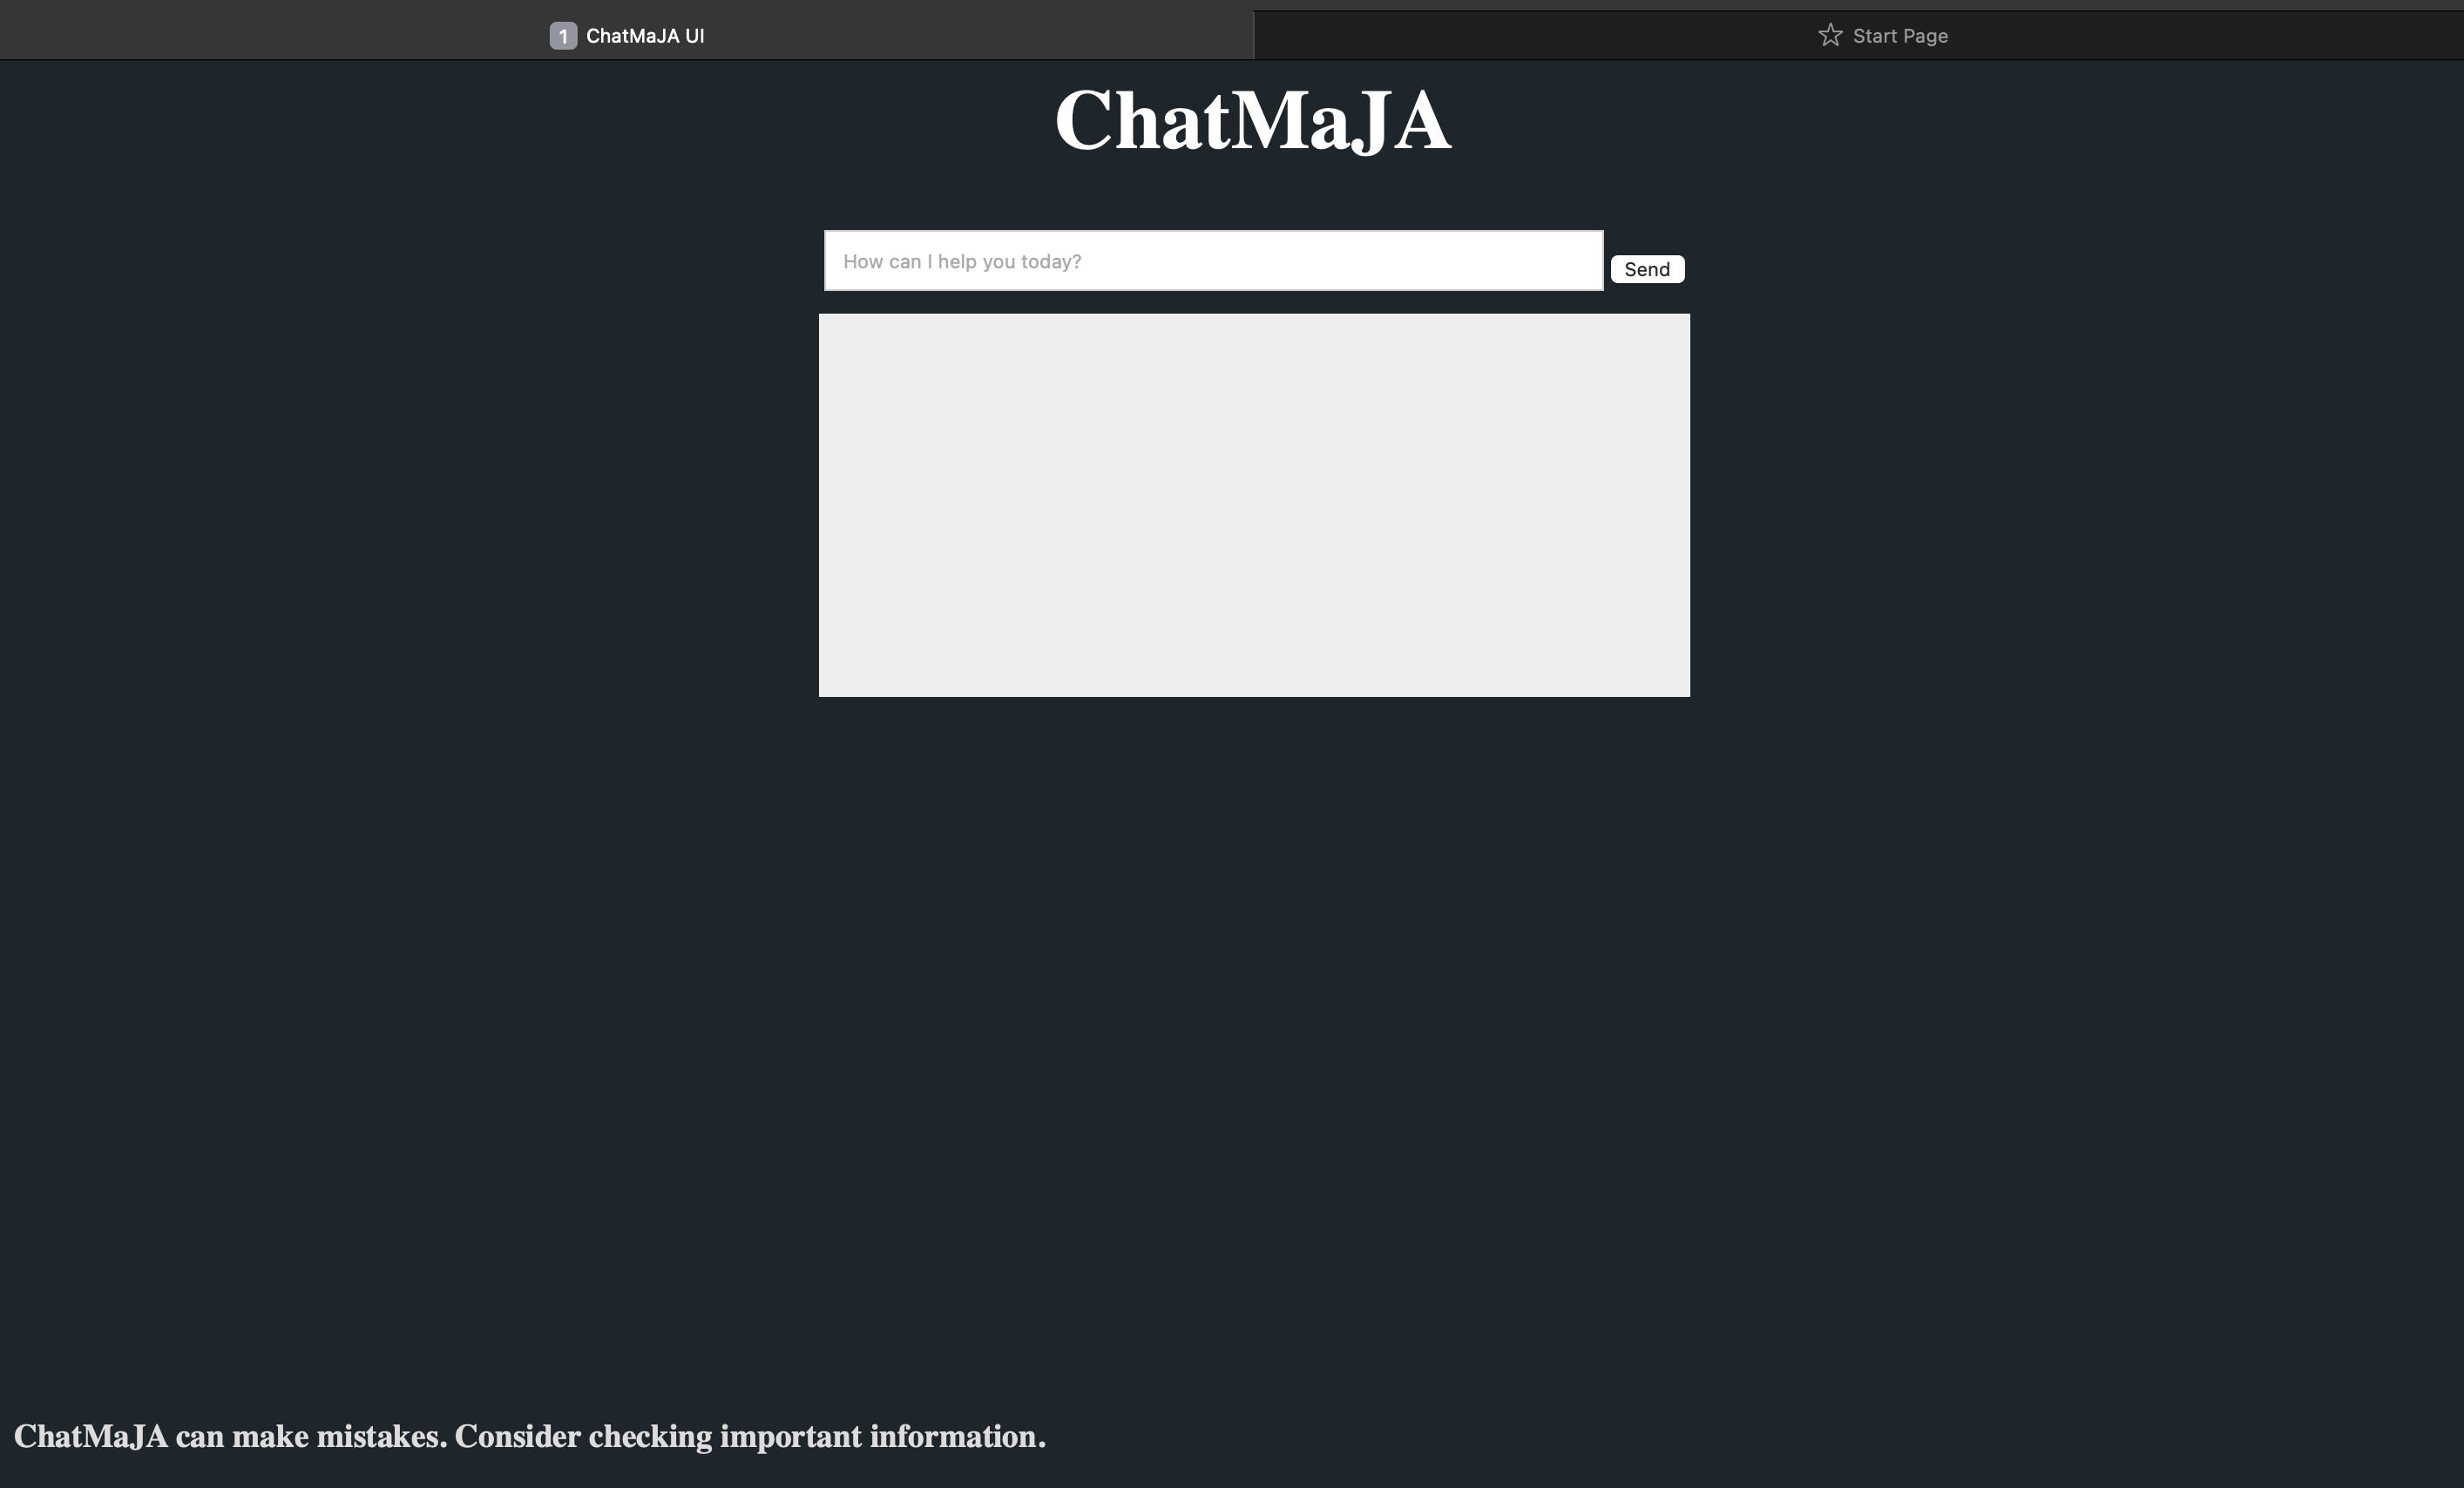 1 ChatMaJA UI
Start Page
ChatMaJA
How can I help you today?
Send
ChatMaJA can make mistakes. Consider checking important information.